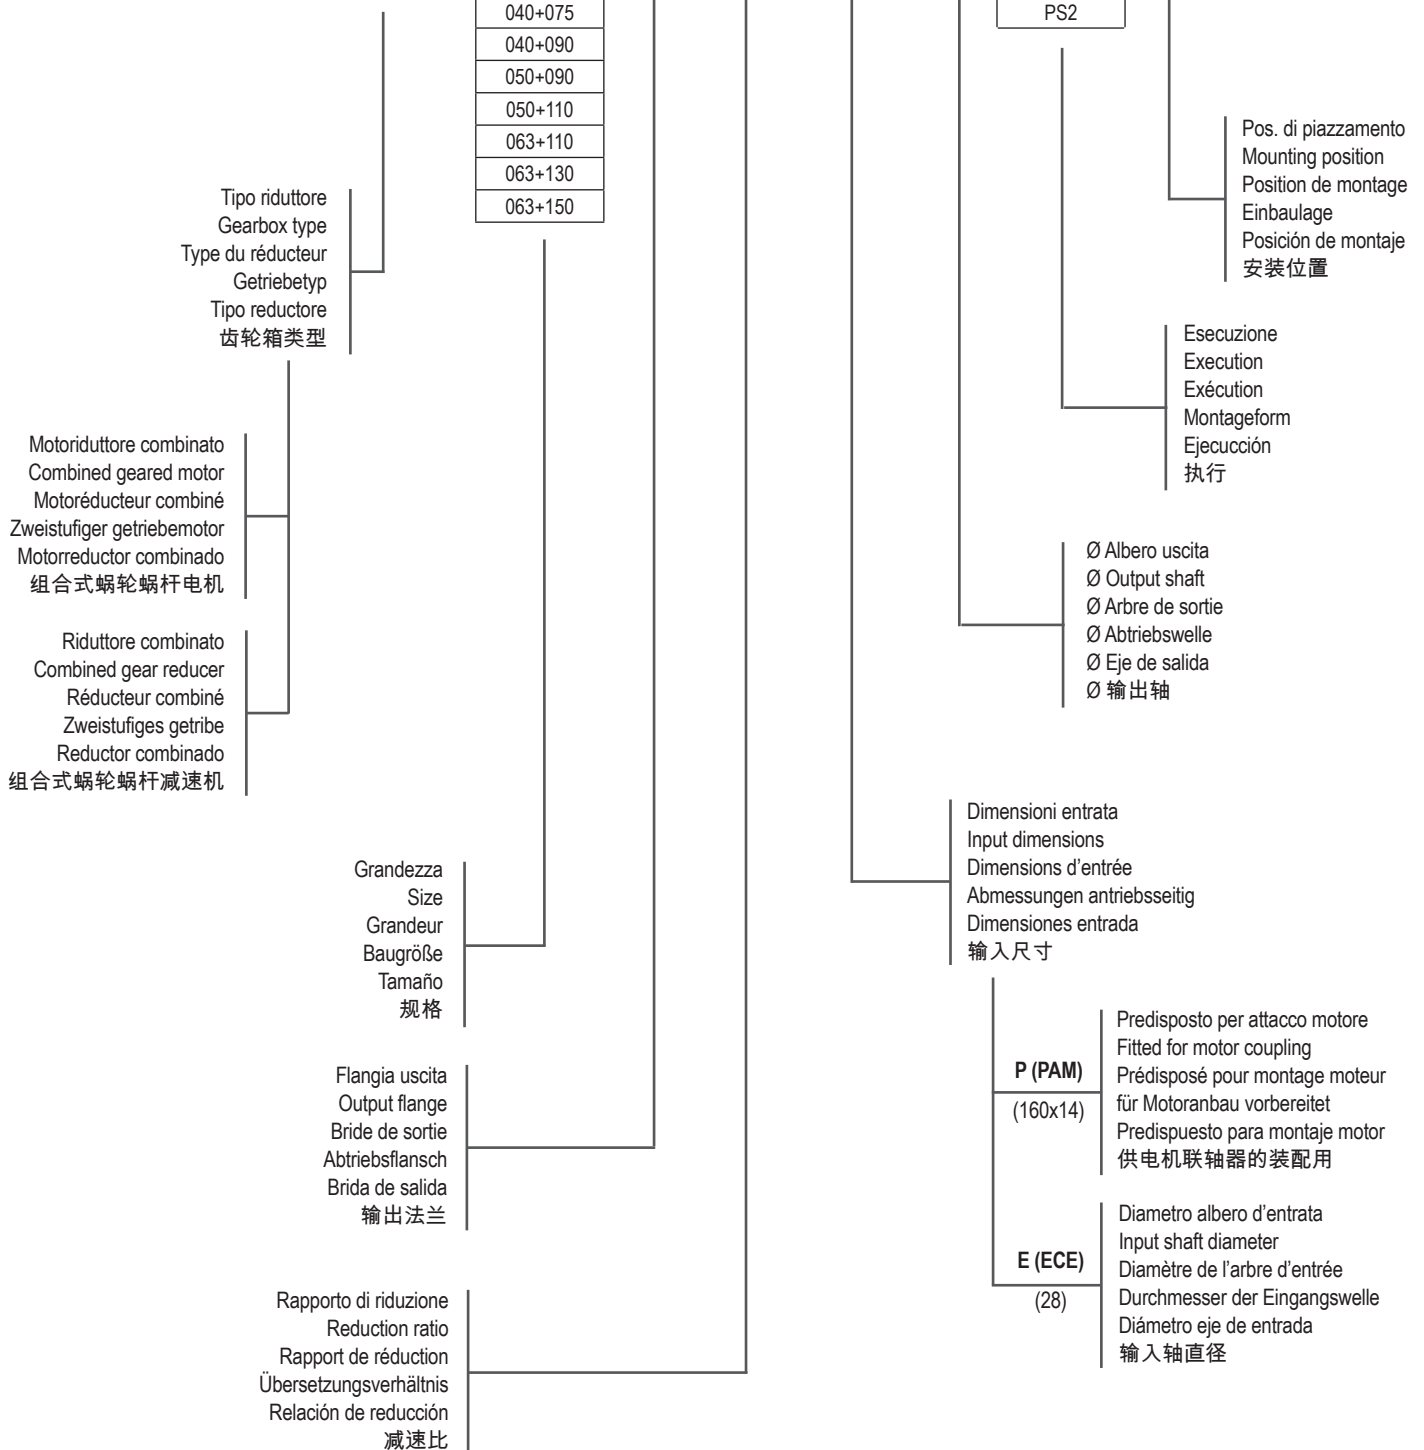 040+075
040+090
050+090
050+110
063+110
063+130
063+150
PS2
Pos. di piazzamento
Mounting position
Position de montage
Einbaulage
Posición de montaje
安装位置
Tipo riduttore
Gearbox type
Type du réducteur
Getriebetyp
Tipo reductore
齿轮箱类型
Esecuzione
Execution
Exécution
Montageform
Ejecucción
执行
Motoriduttore combinato
Combined geared motor
Motoréducteur combiné
Zweistufiger getriebemotor
Motorreductor combinado
组合式蜗轮蜗杆电机
Ø Albero uscita
Ø Output shaft
Ø Arbre de sortie
Ø Abtriebswelle
Ø Eje de salida
Ø 输出轴
Riduttore combinato
Combined gear reducer
Réducteur combiné
Zweistufiges getribe
Reductor combinado
组合式蜗轮蜗杆减速机
Dimensioni entrata
Input dimensions
Dimensions d’entrée
Abmessungen antriebsseitig
Dimensiones entrada
输入尺寸
Grandezza
Size
Grandeur
Baugröße
Tamaño
规格
P (PAM)
(160x14)
Predisposto per attacco motore
Fitted for motor coupling
Prédisposé pour montage moteur
für Motoranbau vorbereitet
Predispuesto para montaje motor
供电机联轴器的装配用
Flangia uscita
Output flange
Bride de sortie
Abtriebsflansch
Brida de salida
输出法兰
E (ECE)
(28)
Diametro albero d’entrata
Input shaft diameter
Diamètre de l’arbre d’entrée
Durchmesser der Eingangswelle
Diámetro eje de entrada
输入轴直径
Rapporto di riduzione
Reduction ratio
Rapport de réduction
Übersetzungsverhältnis
Relación de reducción
减速比